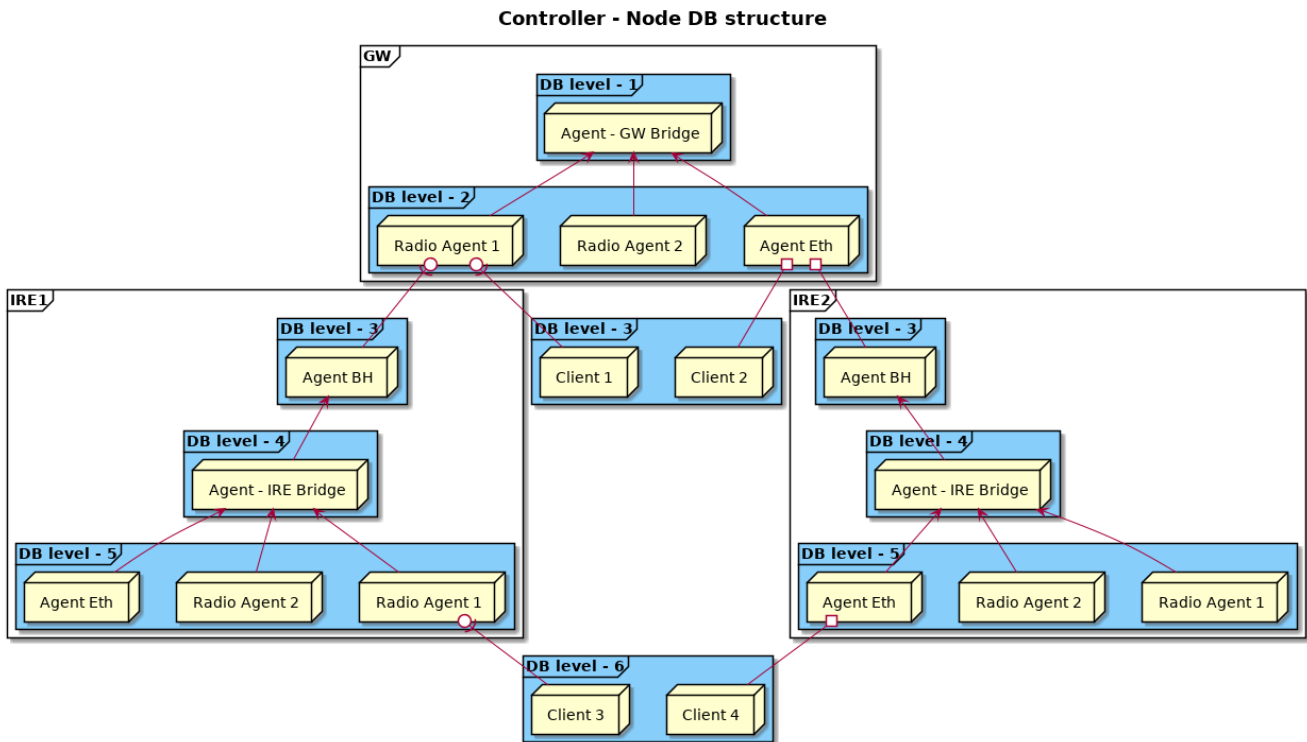 Controller - Node DB structure
GW
DB level - 1
Agent - GW Bridge
DB level - 2
Radio Agent 1
Radio Agent 2
Agent Eth
IRE1
DB level - 3
Agent BH
DB level - 4
Agent - IRE Bridge
DB level - 5
Agent Eth
Radio Agent 2
Radio Agent 1
DB level - 3
Client 1
Client 2
IRE2
DB level - 3
Agent BH
DB level - 4
Agent - IRE Bridge
DB level - 5
Agent Eth
Radio Agent 2
Radio Agent 1
DB level - 6
Client 3
Client 4